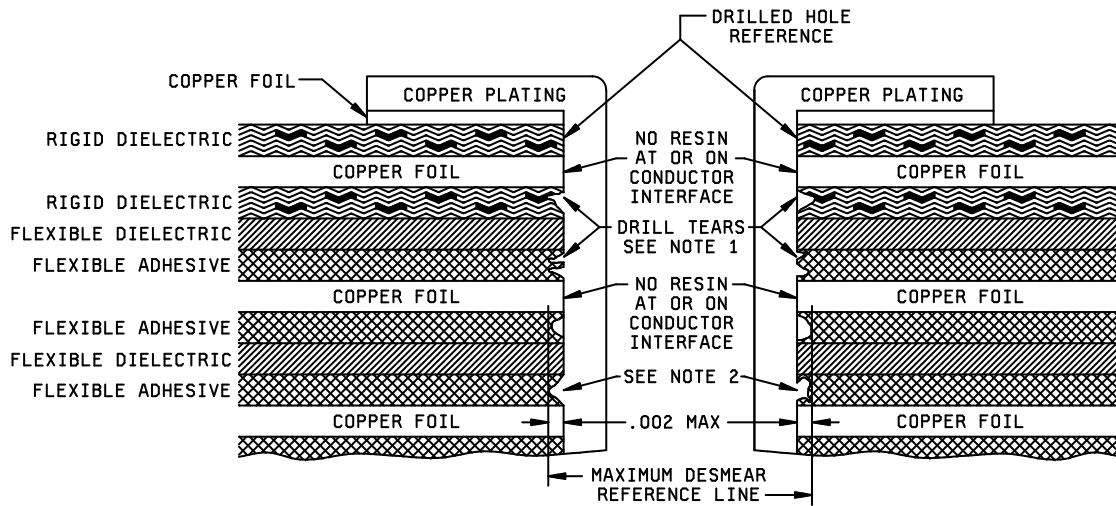 DRILLED HOLE
REFERENCE
COPPER FOIL
COPPER PLATING
COPPER PLATING
RIGID DIELECTRIC
NO RESIN
AT OR ON
CONDUCTOR
INTERFACE
COPPER FOIL
COPPER FOIL
RIGID DIELECTRIC
FLEXIBLE DIELECTRIC
DRILL TEARS
SEE NOTE 1
FLEXIBLE ADHESIVE
COPPER FOIL
NO RESIN
AT OR ON
CONDUCTOR
INTERFACE
COPPER FOIL
FLEXIBLE ADHESIVE
FLEXIBLE DIELECTRIC
SEE NOTE 2
FLEXIBLE ADHESIVE
COPPER FOIL
.002 MAX
COPPER FOIL
MAXIMUM DESMEAR
REFERENCE LINE